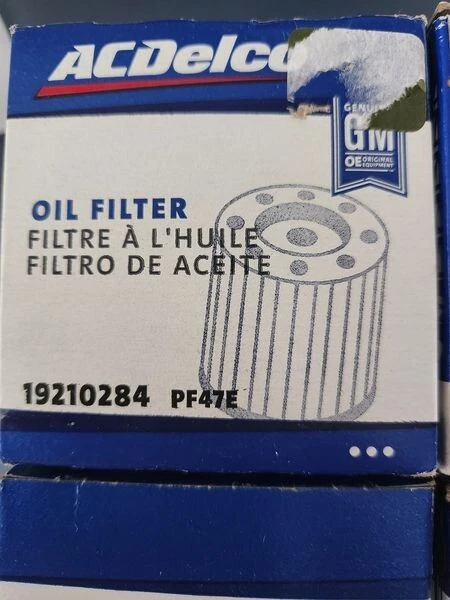 ACDelco
GENUINE
GM
OE ORIGINAL
EQUIPMENT
OIL FILTER
FILTRE À L'HUILE
FILTRO DE ACEITE
19210284 PF47E